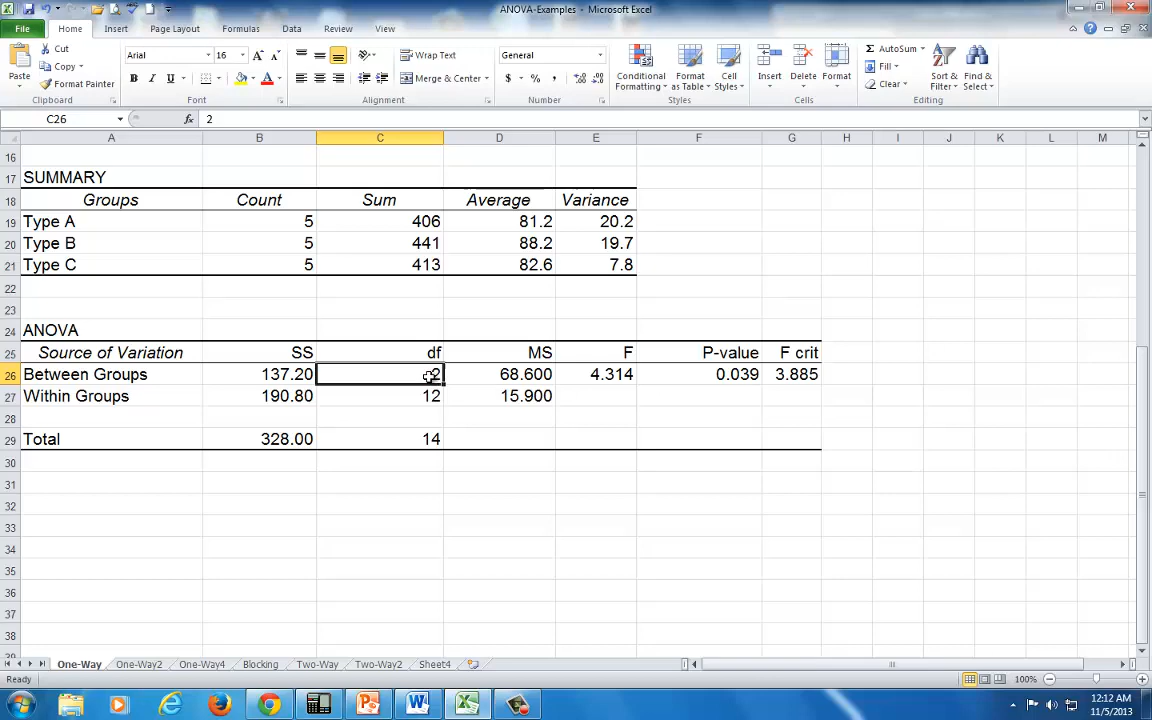 ANOVA-Examples - Microsoft Excel
File Home Insert Page Layout Formulas Data Review View
Paste
Cut
Copy
Format Painter
Clipboard
Arial 16
Font
Wrap Text
Merge & Center
Alignment
General
$ % ,
Number
Conditional Formatting
Format as Table
Cell Styles
Styles
Insert Delete Format
Cells
AutoSum
Fill
Clear
Sort & Filter
Find & Select
Editing
C26 fx 2
A B C D E F G H I J K L M
16
17 SUMMARY
18 Groups Count Sum Average Variance
19 Type A 5 406 81.2 20.2
20 Type B 5 441 88.2 19.7
21 Type C 5 413 82.6 7.8
22
23
24 ANOVA
25 Source of Variation SS df MS F P-value F crit
26 Between Groups 137.20 2 68.600 4.314 0.039 3.885
27 Within Groups 190.80 12 15.900
28
29 Total 328.00 14
30
31
32
33
34
35
36
37
38
39
One-Way One-Way2 One-Way4 Blocking Two-Way Two-Way2 Sheet4
Ready 100%
12:12 AM
11/5/2013